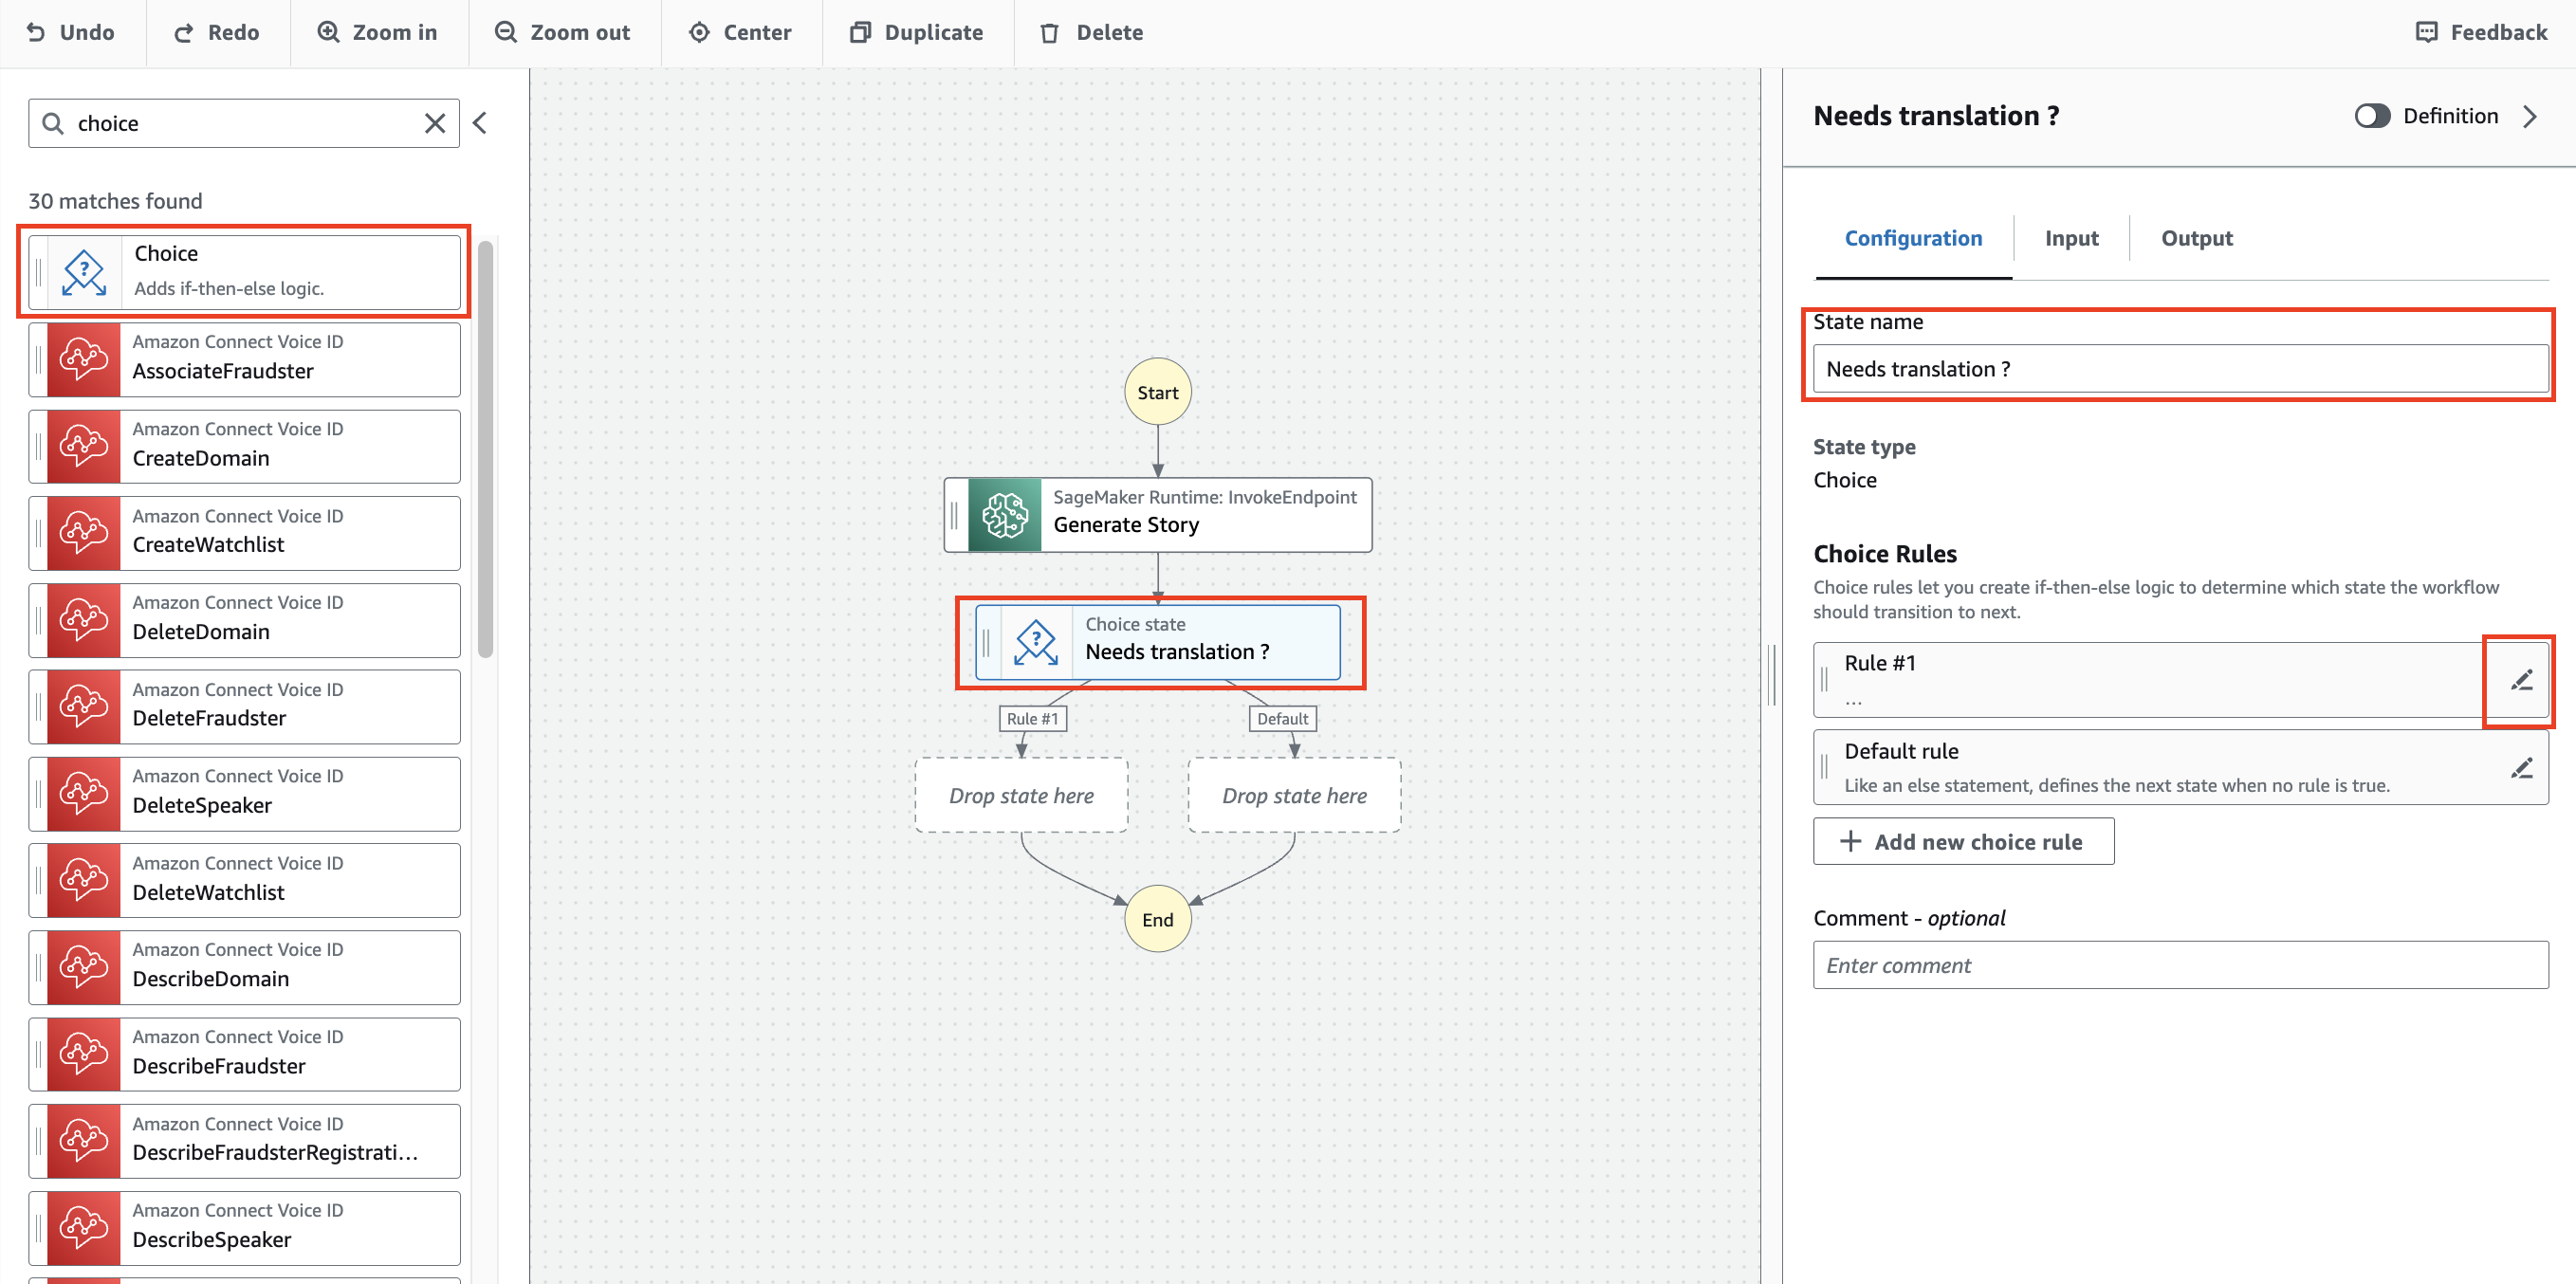 Undo
Redo
Zoom in
Zoom out
Center
Duplicate
Delete
Feedback
choice
30 matches found
Choice
Adds if-then-else logic.
Amazon Connect Voice ID
AssociateFraudster
Amazon Connect Voice ID
CreateDomain
Amazon Connect Voice ID
CreateWatchlist
Amazon Connect Voice ID
DeleteDomain
Amazon Connect Voice ID
DeleteFraudster
Amazon Connect Voice ID
DeleteSpeaker
Amazon Connect Voice ID
DeleteWatchlist
Amazon Connect Voice ID
DescribeDomain
Amazon Connect Voice ID
DescribeFraudster
Amazon Connect Voice ID
DescribeFraudsterRegistrati...
Amazon Connect Voice ID
DescribeSpeaker
Start
SageMaker Runtime: InvokeEndpoint
Generate Story
Choice state
Needs translation ?
Rule #1
Default
Drop state here
Drop state here
End
Needs translation ?
Definition
Configuration
Input
Output
State name
Needs translation ?
State type
Choice
Choice Rules
Choice rules let you create if-then-else logic to determine which state the workflow
should transition to next.
Rule #1
...
Default rule
Like an else statement, defines the next state when no rule is true.
Add new choice rule
Comment - optional
Enter comment